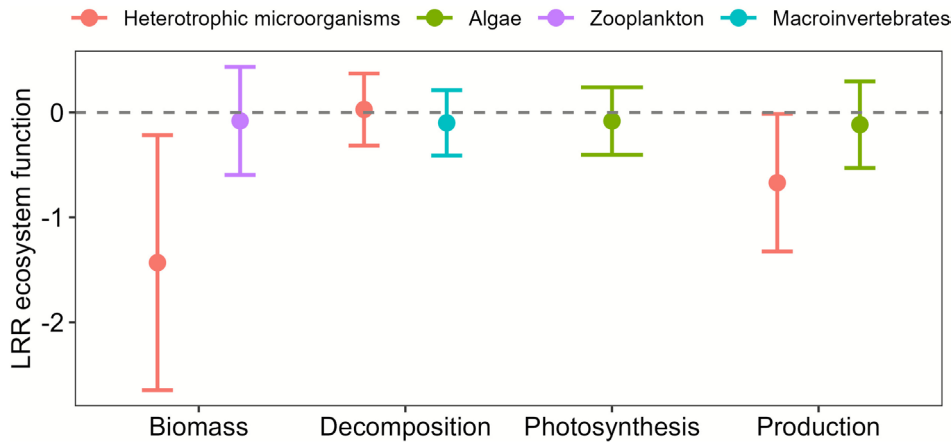 Heterotrophic microorganisms Algae Zooplankton Macroinvertebrates
LRR ecosystem function
0
-1
-2
Biomass Decomposition Photosynthesis Production